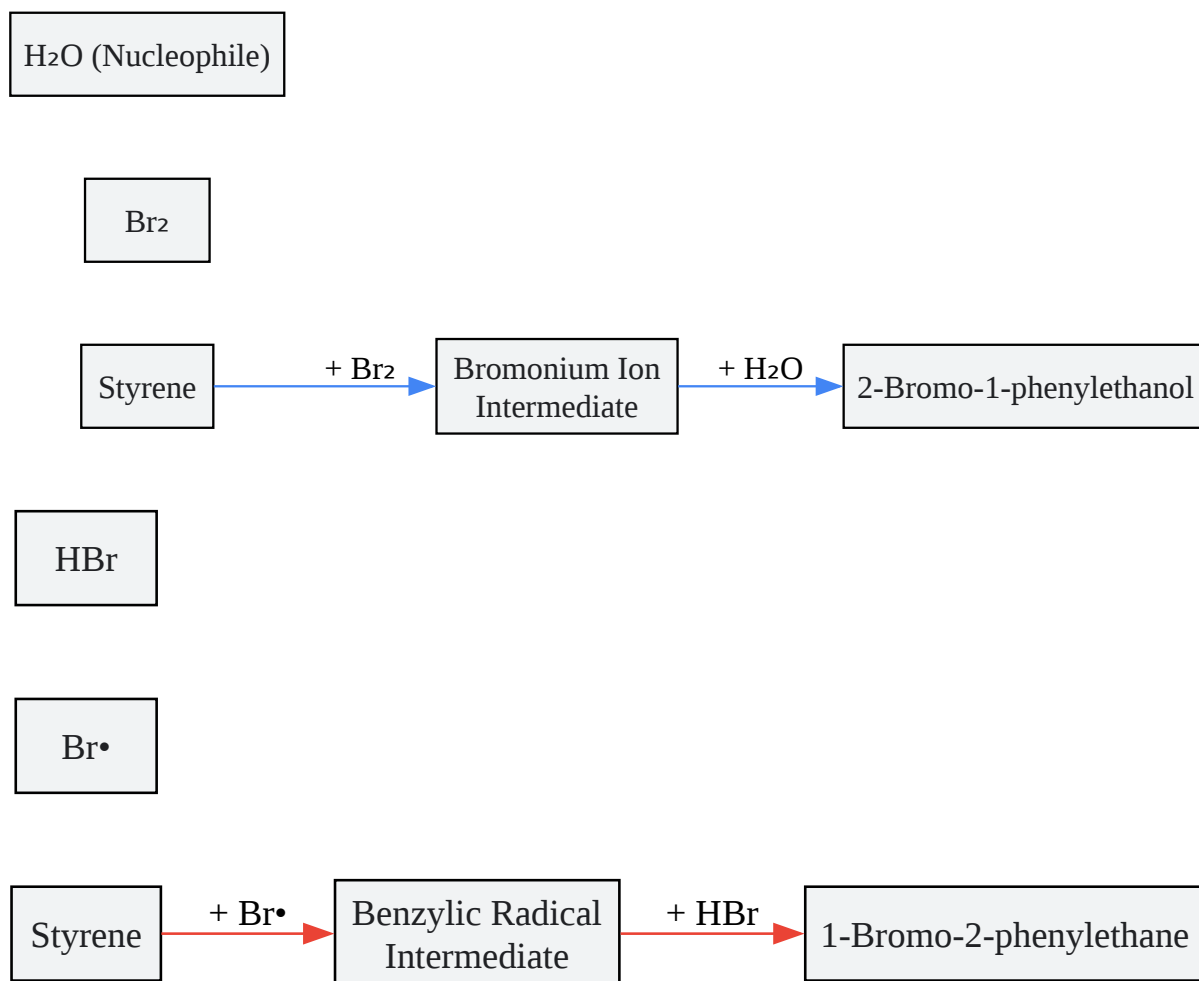 H₂O (Nucleophile)
Br₂
Styrene
+ Br₂
Bromonium Ion
Intermediate
+ H₂O
2-Bromo-1-phenylethanol
HBr
Br•
Styrene
+ Br•
Benzylic Radical
Intermediate
+ HBr
1-Bromo-2-phenylethane